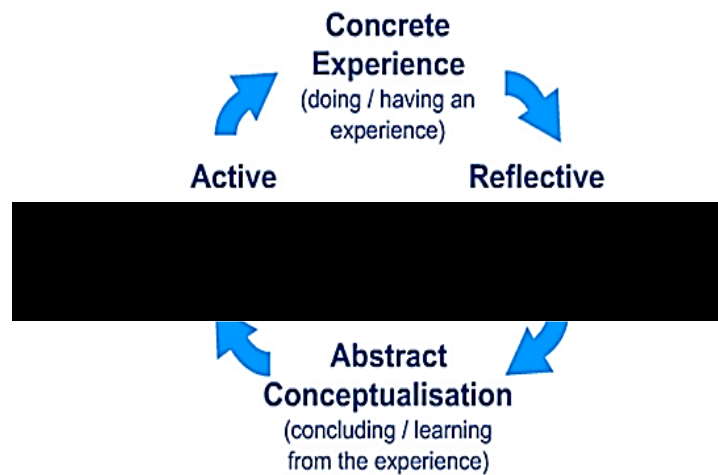 Concrete
Experience
(doing / having an
experience)
Active
Reflective
Abstract
Conceptualisation
(concluding / learning
from the experience)